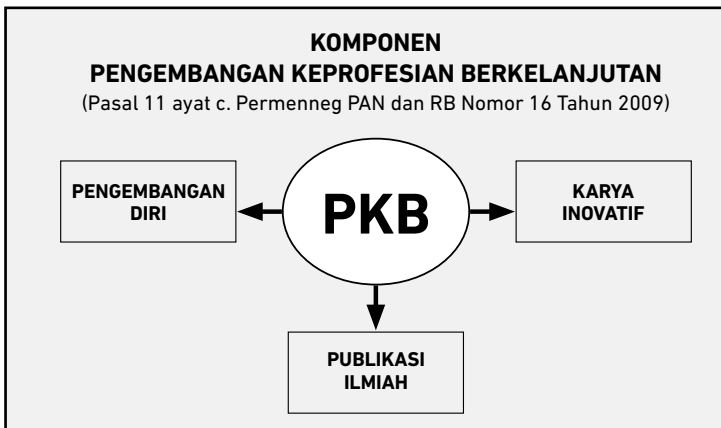 KOMPONEN
PENGEMBANGAN KEPROFESIAN BERKELANJUTAN
(Pasal 11 ayat c. Permenneg PAN dan RB Nomor 16 Tahun 2009)
PENGEMBANGAN
DIRI
PKB
KARYA
INOVATIF
PUBLIKASI
ILMIAH